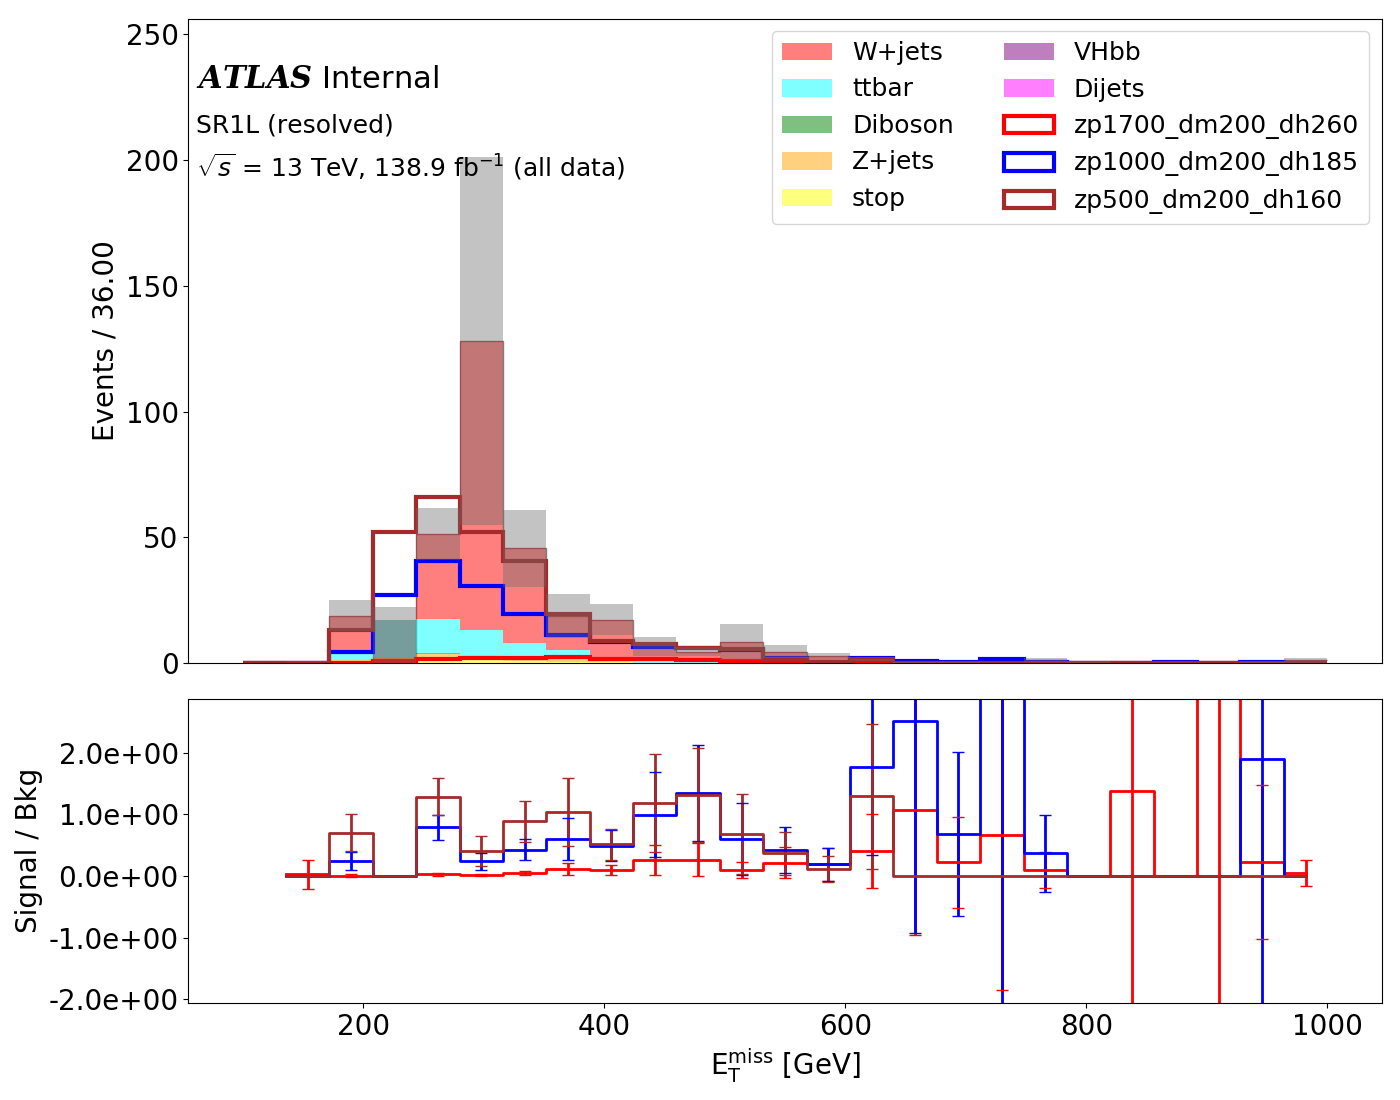 250
200
150
100
50
0
Events / 36.00
ATLAS Internal
SR1L (resolved)
√s = 13 TeV, 138.9 fb⁻¹ (all data)
W+jets
ttbar
Diboson
Z+jets
stop
VHbb
Dijets
zp1700_dm200_dh260
zp1000_dm200_dh185
zp500_dm200_dh160
2.0e+00
1.0e+00
0.0e+00
-1.0e+00
-2.0e+00
Signal / Bkg
200 400 600 800 1000
E_T^miss [GeV]